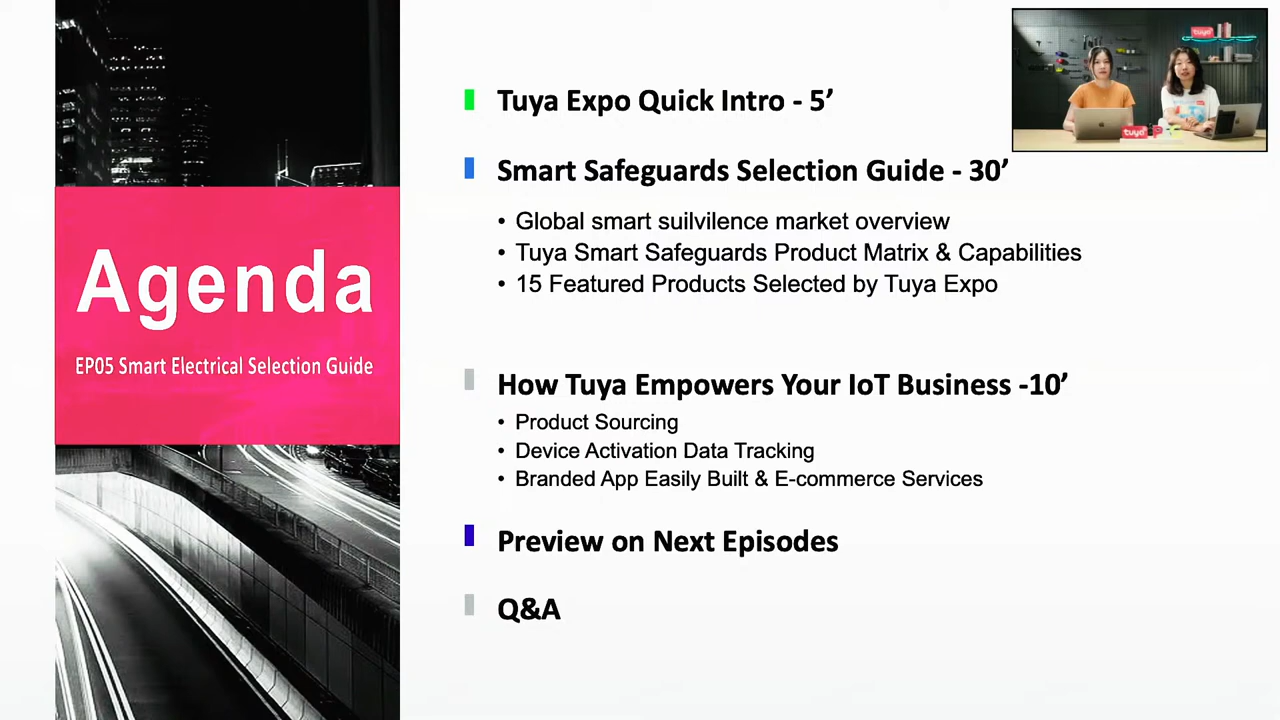 Agenda
EP05 Smart Electrical Selection Guide
Tuya Expo Quick Intro - 5’
Smart Safeguards Selection Guide - 30’
• Global smart suilvilence market overview
• Tuya Smart Safeguards Product Matrix & Capabilities
• 15 Featured Products Selected by Tuya Expo
How Tuya Empowers Your IoT Business -10’
• Product Sourcing
• Device Activation Data Tracking
• Branded App Easily Built & E-commerce Services
Preview on Next Episodes
Q&A
tuya
tuya